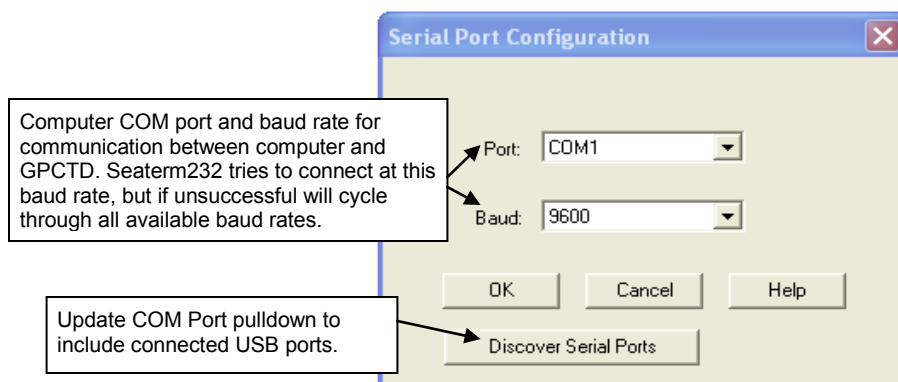 Serial Port Configuration
Computer COM port and baud rate for
communication between computer and
GPCTD. Seaterm232 tries to connect at this
baud rate, but if unsuccessful will cycle
through all available baud rates.
Port: COM1
Baud: 9600
OK Cancel Help
Update COM Port pulldown to
include connected USB ports.
Discover Serial Ports